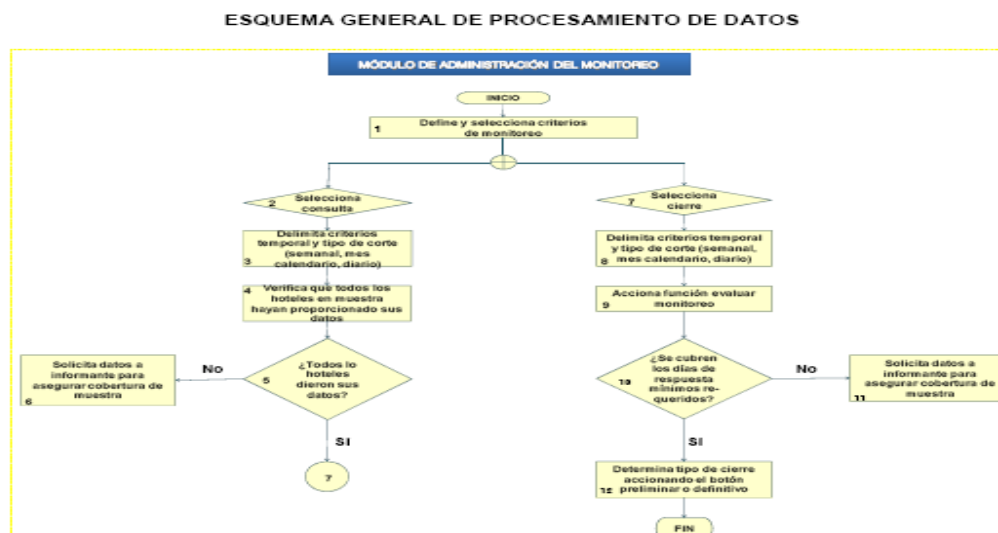 ESQUEMA GENERAL DE PROCESAMIENTO DE DATOS
MÓDULO DE ADMINISTRACIÓN DEL MONITOREO
INICIO
1
Define y selecciona criterios
de monitoreo
2
Selecciona
consulta
3
Delimita criterios
temporal y tipo de corte
(semanal, mes
calendario, diario)
4
Verifica que todos los
hoteles en muestra
hayan proporcionado sus
datos
5
¿Todos lo
hoteles
dieron sus
datos?
No
6
Solicita datos a
informante para
asegurar cobertura de
muestra
SI
7
7
Selecciona
cierre
8
Delimita criterios temporal
y tipo de corte (semanal,
mes calendario, diario)
9
Acciona función evaluar
monitoreo
10
¿Se cubren
los días de
respuesta
mínimos re-
queridos?
No
11
Solicita datos a
informante para
asegurar cobertura de
muestra
SI
12
Determina tipo de cierre
accionando el botón
preliminar o definitivo
FIN